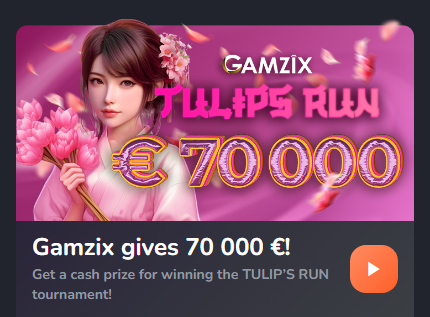 GAMZIX
TULIPS RUN
€ 70 000
Gamzix gives 70 000 €!
Get a cash prize for winning the TULIP'S RUN
tournament!